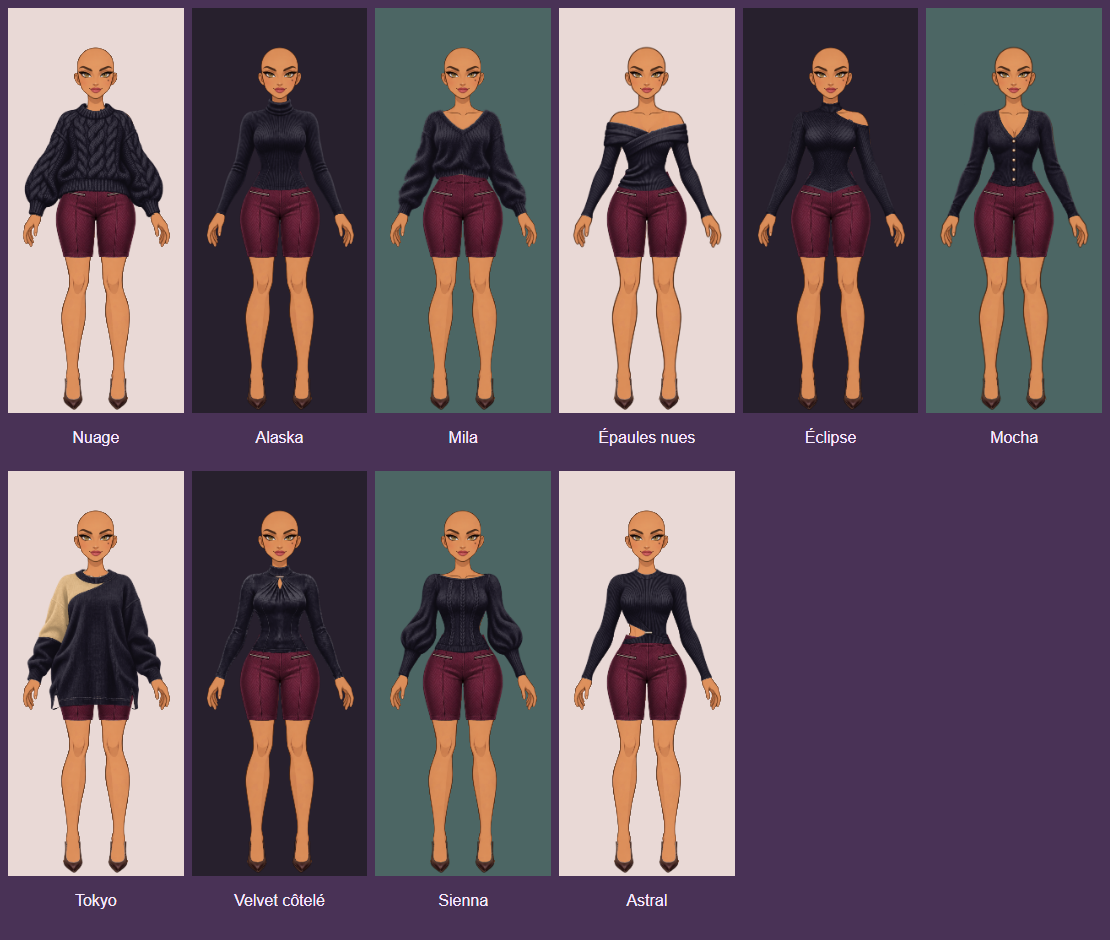 Nuage
Alaska
Mila
Épaules nues
Éclipse
Mocha
Tokyo
Velvet côtelé
Sienna
Astral